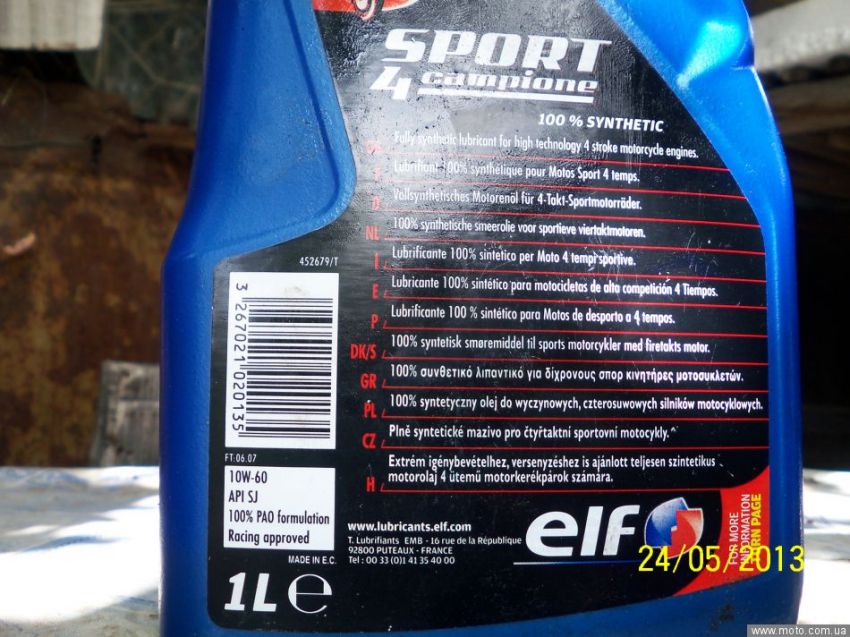 SPORT
4 campione
100 % SYNTHETIC
Fully synthetic lubricant for high technology 4 stroke motorcycle engines.
F Lubrifiant 100% synthétique pour Motos Sport 4 temps.
D Vollsynthetisches Motorenöl für 4-Takt-Sportmotorräder.
NL 100% synthetische smeerolie voor sportieve viertaktmotoren.
I Lubrificante 100% sintetico per Moto 4 tempi sportive.
E Lubricante 100% sintético para motocicletas de alta competición 4 Tiempos.
P Lubrificante 100 % sintético para Motos de desporto a 4 tempos.
DK/S 100% syntetisk smøremiddel til sports motorcykler med firetakts motor.
GR 100% συνθετικό λιπαντικό για δίχρονους σπορ κινητήρες μοτοσυκλετών.
PL 100% syntetyczny olej do wyczynowych, czterosuwowych silników motocyklowych.
CZ Plně syntetické mazivo pro čtyřtaktní sportovní motocykly.^
H Extrém igénybevételhez, versenyzéshez is ajánlott teljesen szintetikus
motorolaj 4 ütemű motorkerékpárok számára.
452679/T
3 267021 020135
FT:06.07
10W-60
API SJ
100% PAO formulation
Racing approved
MADE IN E.C.
1L e
www.lubricants.elf.com
T. Lubrifiants EMB - 16 rue de la République
92800 PUTEAUX - FRANCE
Tel : 00 33 (0)1 41 35 40 00
elf
FOR MORE
INFORMATION
TURN PAGE
24/05/2013
www.moto.com.ua